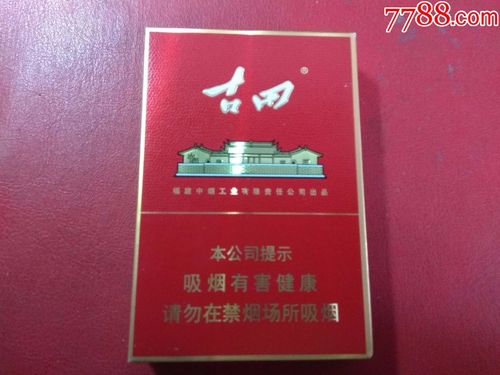 7788.com
古田®
福建中烟工业有限责任公司出品
本公司提示
吸烟有害健康
请勿在禁烟场所吸烟